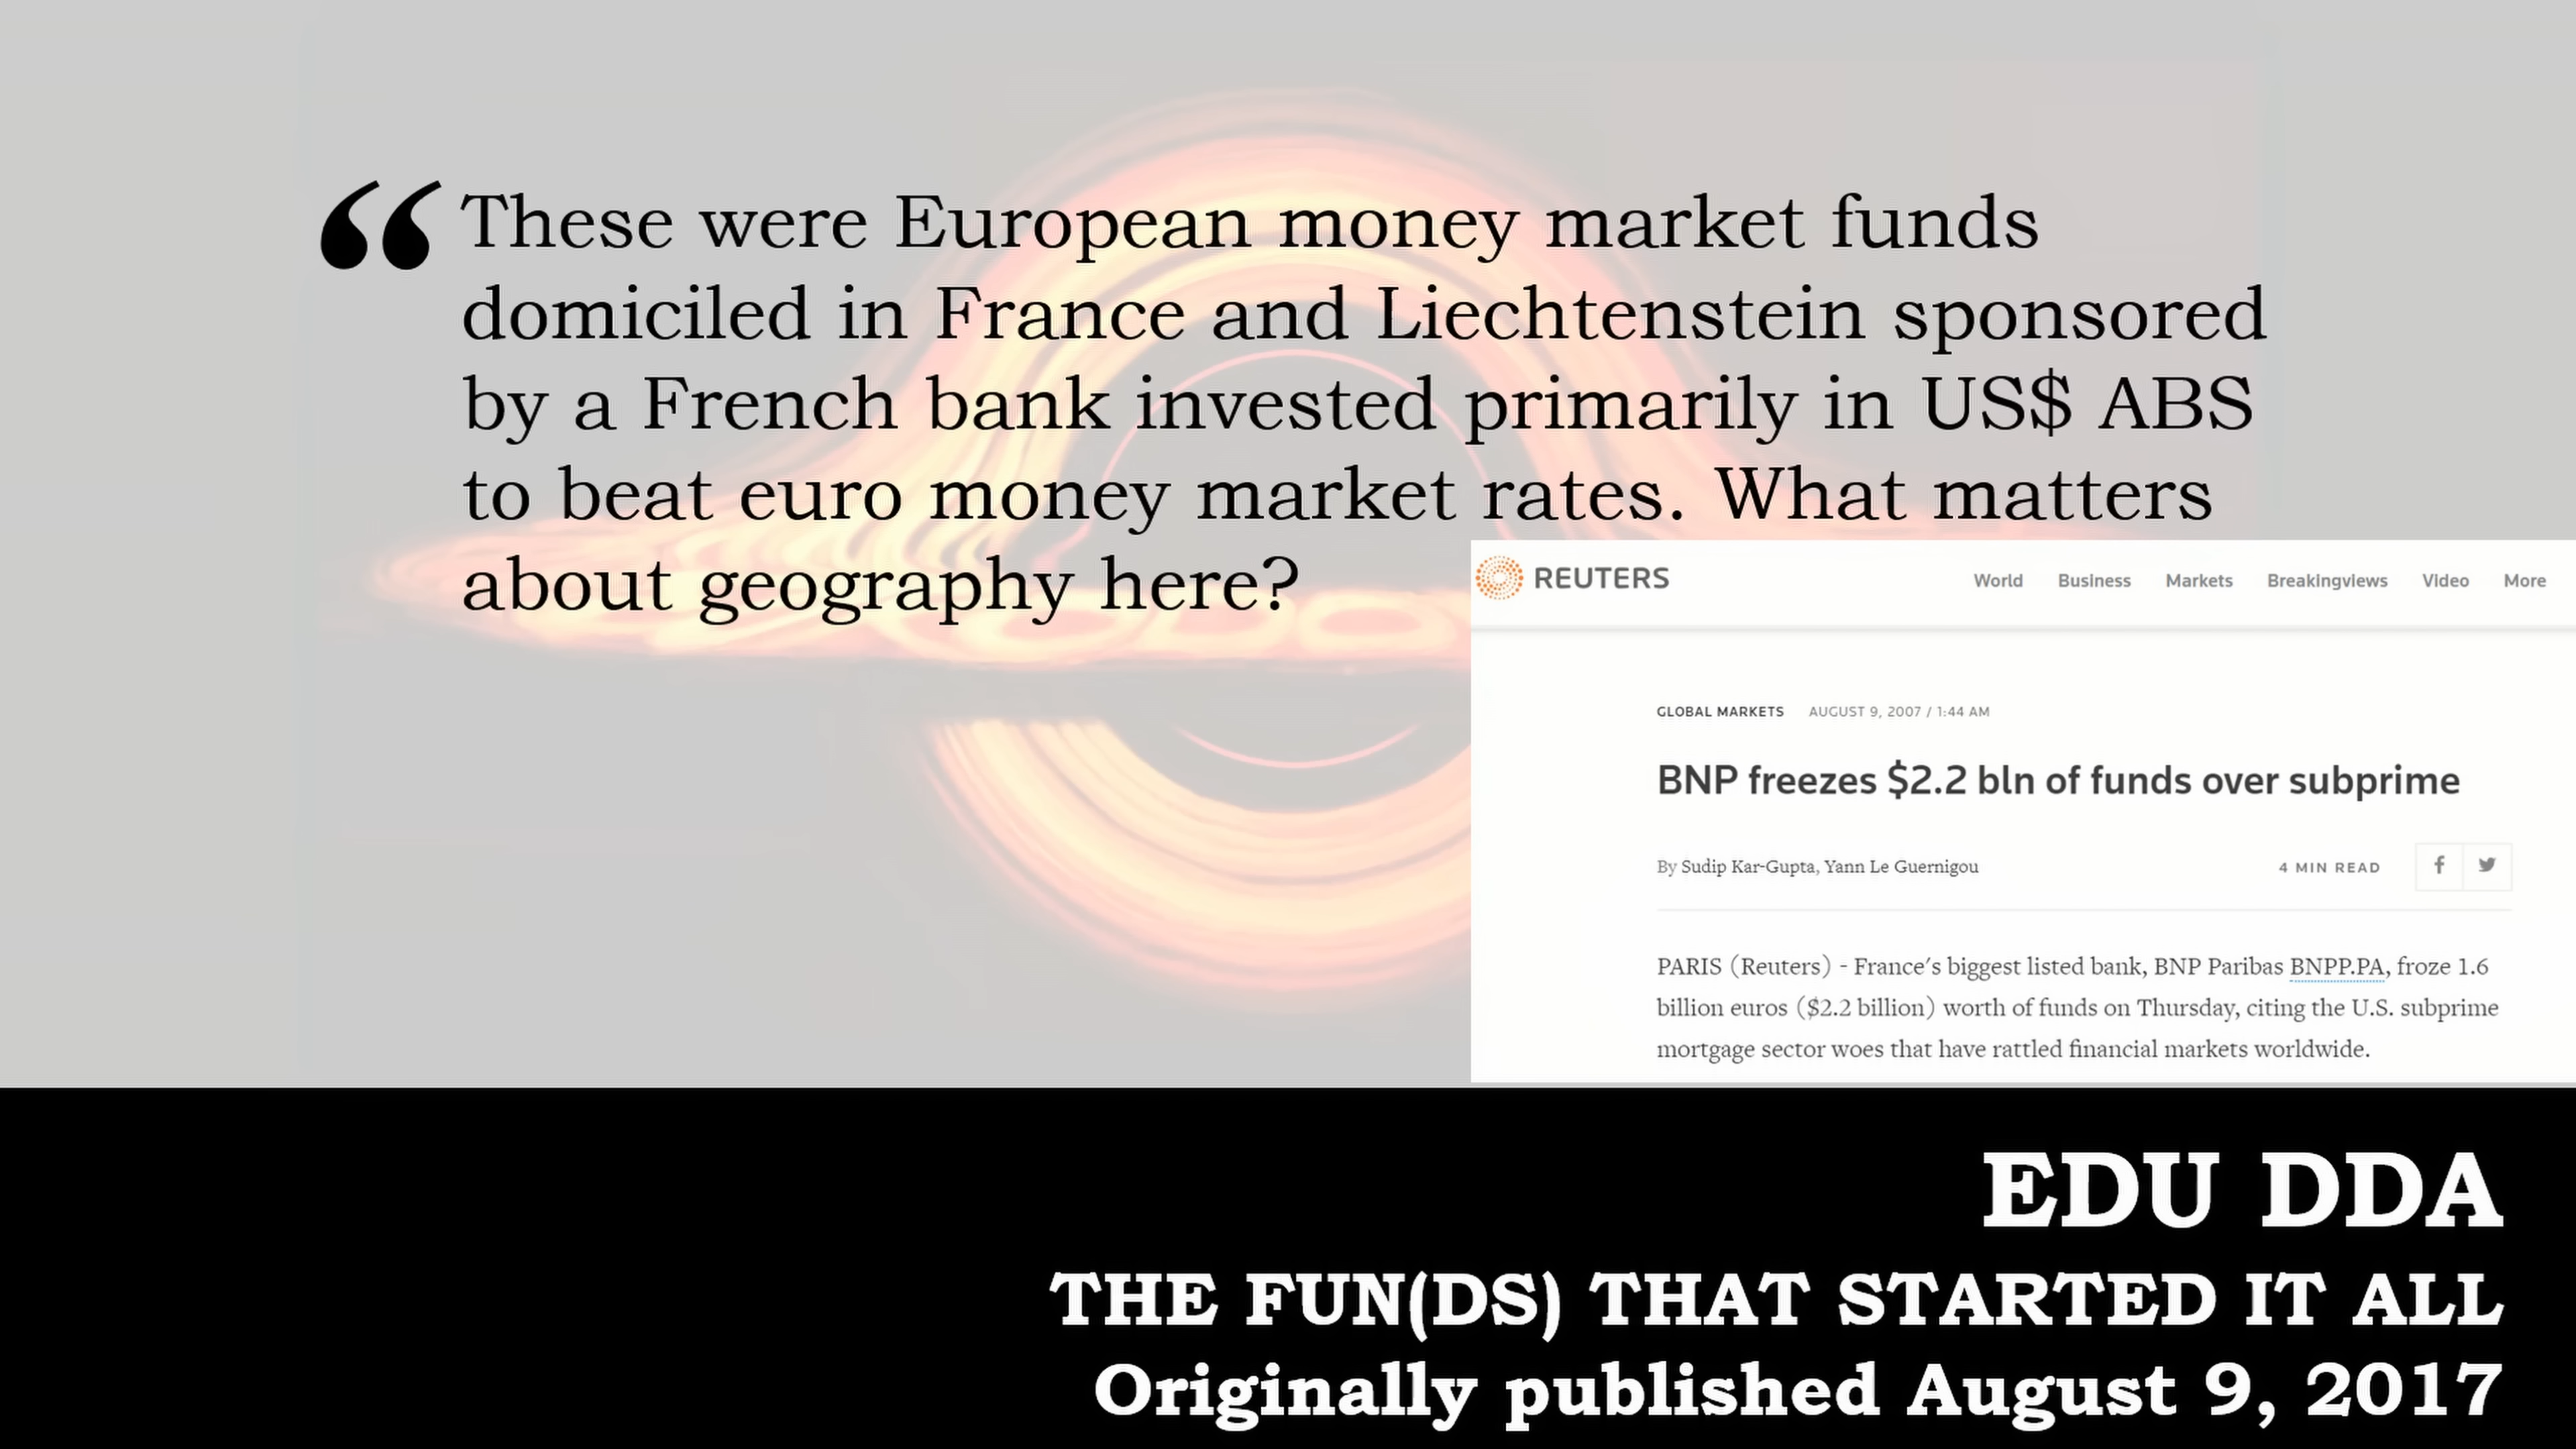 “These were European money market funds
domiciled in France and Liechtenstein sponsored
by a French bank invested primarily in US$ ABS
to beat euro money market rates. What matters
about geography here?
REUTERS
World Business Markets Breakingviews Video More
GLOBAL MARKETS AUGUST 9, 2007 / 1:44 AM
BNP freezes $2.2 bln of funds over subprime
By Sudip Kar-Gupta, Yann Le Guernigou
4 MIN READ
PARIS (Reuters) - France’s biggest listed bank, BNP Paribas BNPP.PA, froze 1.6
billion euros ($2.2 billion) worth of funds on Thursday, citing the U.S. subprime
mortgage sector woes that have rattled financial markets worldwide.
EDU DDA
THE FUN(DS) THAT STARTED IT ALL
Originally published August 9, 2017